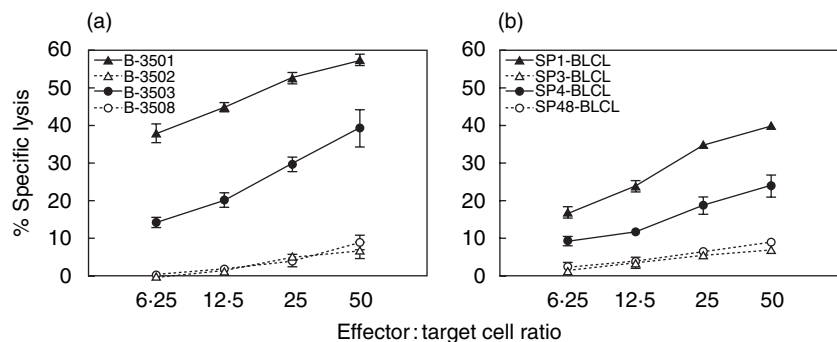 (a)
60
50
40
30
20
10
0
% Specific lysis
B-3501
B-3502
B-3503
B-3508
6·25 12·5 25 50
(b)
60
50
40
30
20
10
0
SP1-BLCL
SP3-BLCL
SP4-BLCL
SP48-BLCL
6·25 12·5 25 50
Effector: target cell ratio